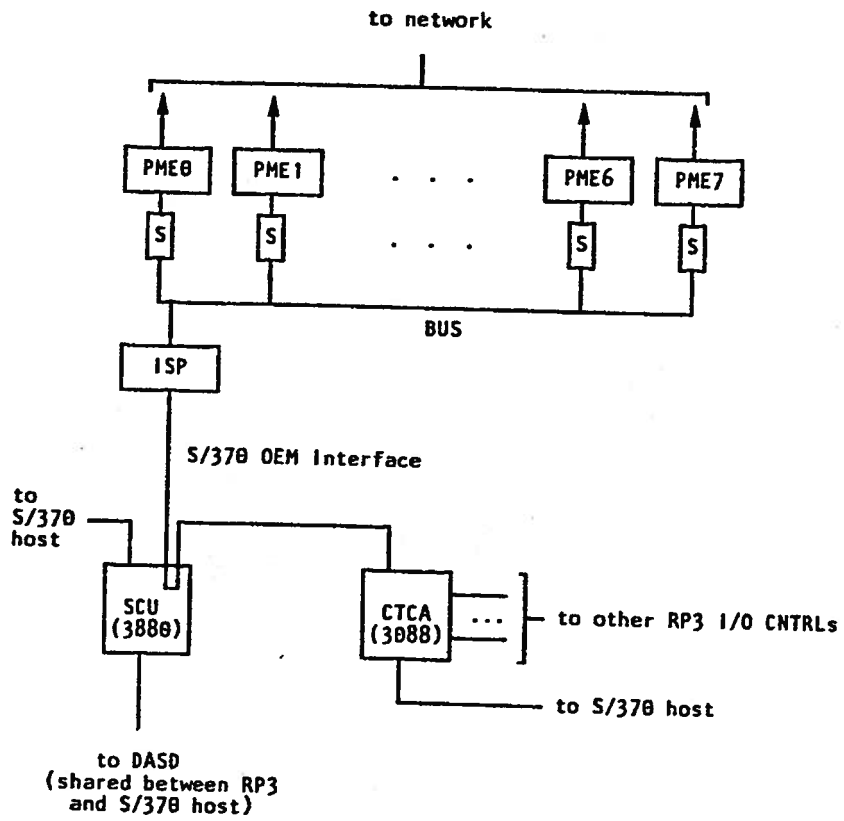 to network
PME0 PME1 . . . PME6 PME7
S S . . . S S
BUS
ISP
S/370 OEM Interface
to
S/370
host
SCU
(3880)
CTCA
(3088)
...
to other RP3 I/O CNTRLs
to S/370 host
to DASD
(shared between RP3
and S/370 host)